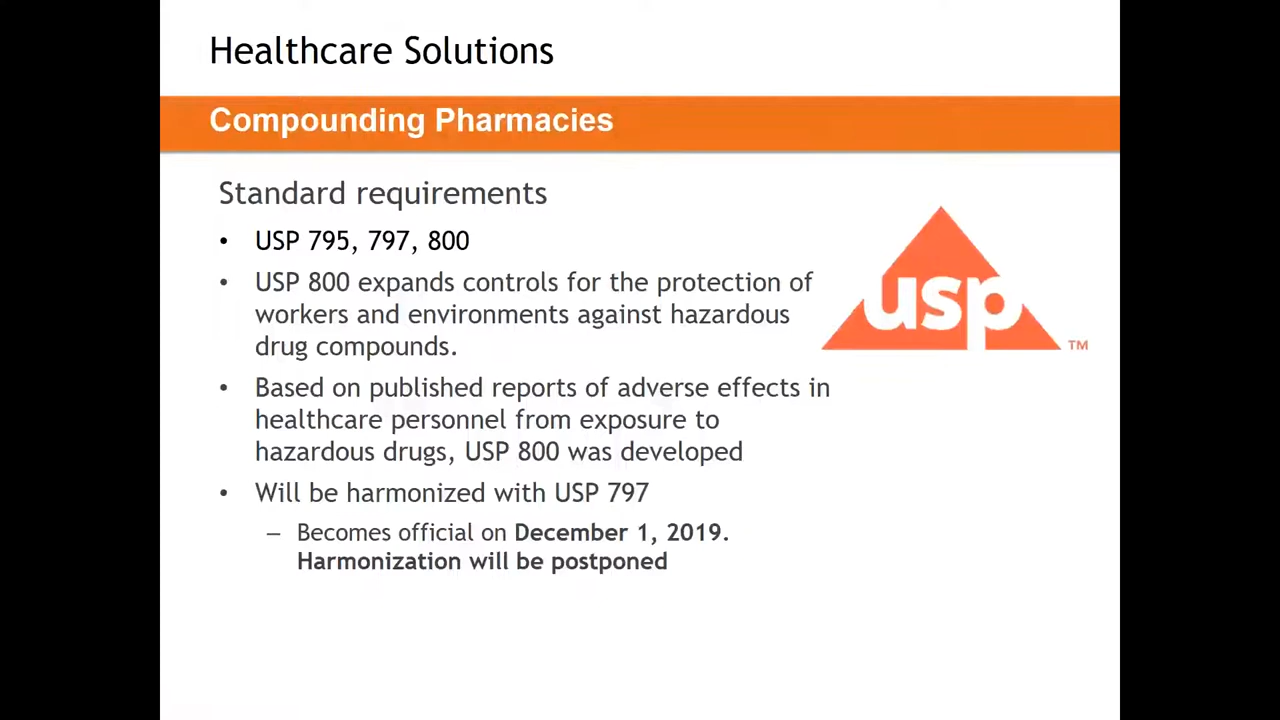 Healthcare Solutions
Compounding Pharmacies
Standard requirements
• USP 795, 797, 800
• USP 800 expands controls for the protection of
workers and environments against hazardous
drug compounds.
usp
TM
• Based on published reports of adverse effects in
healthcare personnel from exposure to
hazardous drugs, USP 800 was developed
• Will be harmonized with USP 797
– Becomes official on December 1, 2019.
Harmonization will be postponed